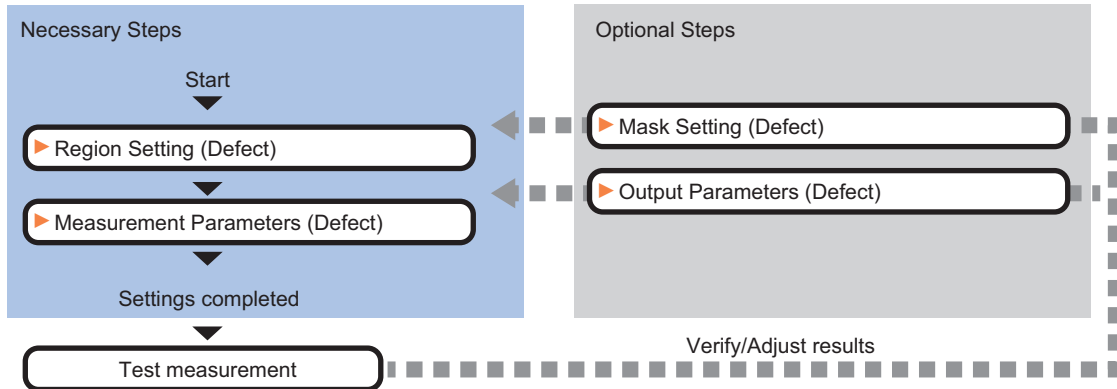 Necessary Steps
Start
Region Setting (Defect)
Measurement Parameters (Defect)
Settings completed
Test measurement
Optional Steps
Mask Setting (Defect)
Output Parameters (Defect)
Verify/Adjust results